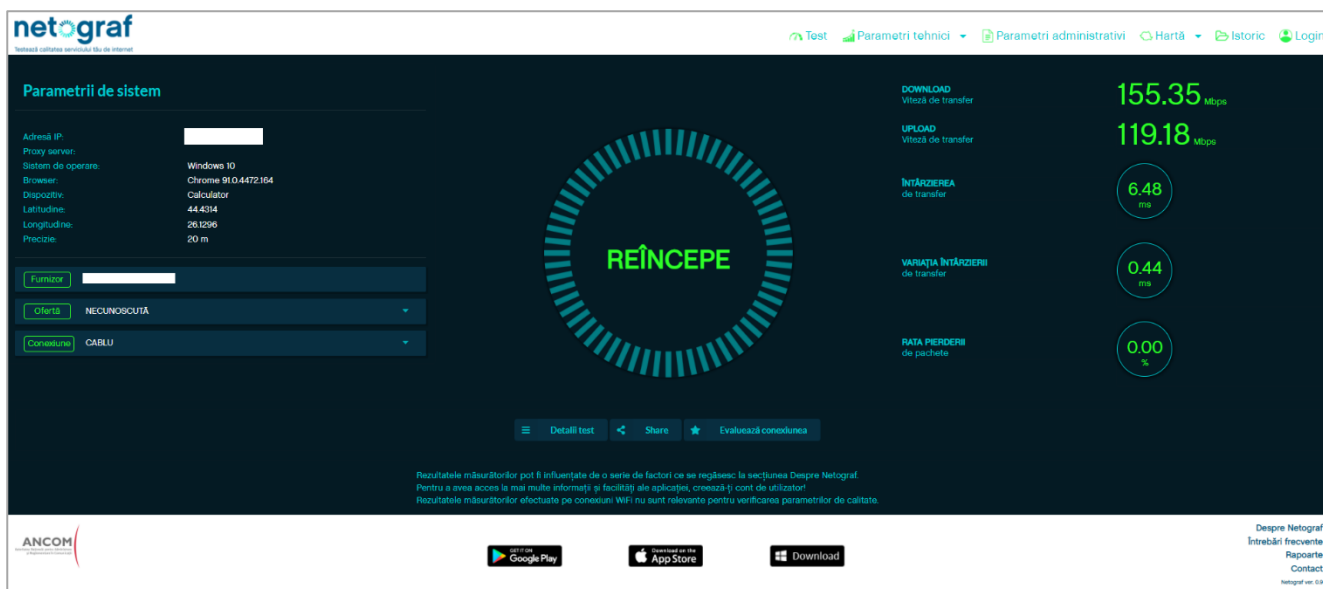 netograf
Testează calitatea serviciului tău de internet
Test
Parametri tehnici
Parametri administrativi
Hartă
Istoric
Login
Parametrii de sistem
Adresă IP:
Proxy server:
Sistem de operare: Windows 10
Browser: Chrome 91.0.4472.164
Dispozitiv: Calculator
Latitudine: 44.4314
Longitudine: 26.1296
Precizie: 20 m
Furnizor
Ofertă NECUNOSCUTĂ
Conexiune CABLU
REÎNCEPE
DOWNLOAD
Viteză de transfer
155.35 Mbps
UPLOAD
Viteză de transfer
119.18 Mbps
ÎNTÂRZIEREA
de transfer
6.48
ms
VARIAȚIA ÎNTÂRZIERII
de transfer
0.44
ms
RATA PIERDERII
de pachete
0.00
%
Detalii test
Share
Evaluează conexiunea
Rezultatele măsurătorilor pot fi influențate de o serie de factori ce se regăsesc la secțiunea Despre Netograf.
Pentru a avea acces la mai multe informații și facilități ale aplicației, creează-ți cont de utilizator!
Rezultatele măsurătorilor efectuate pe conexiuni WiFi nu sunt relevante pentru verificarea parametrilor de calitate.
ANCOM
GET IT ON
Google Play
Download on the
App Store
Download
Despre Netograf
Întrebări frecvente
Rapoarte
Contact
Netograf ver. 0.9